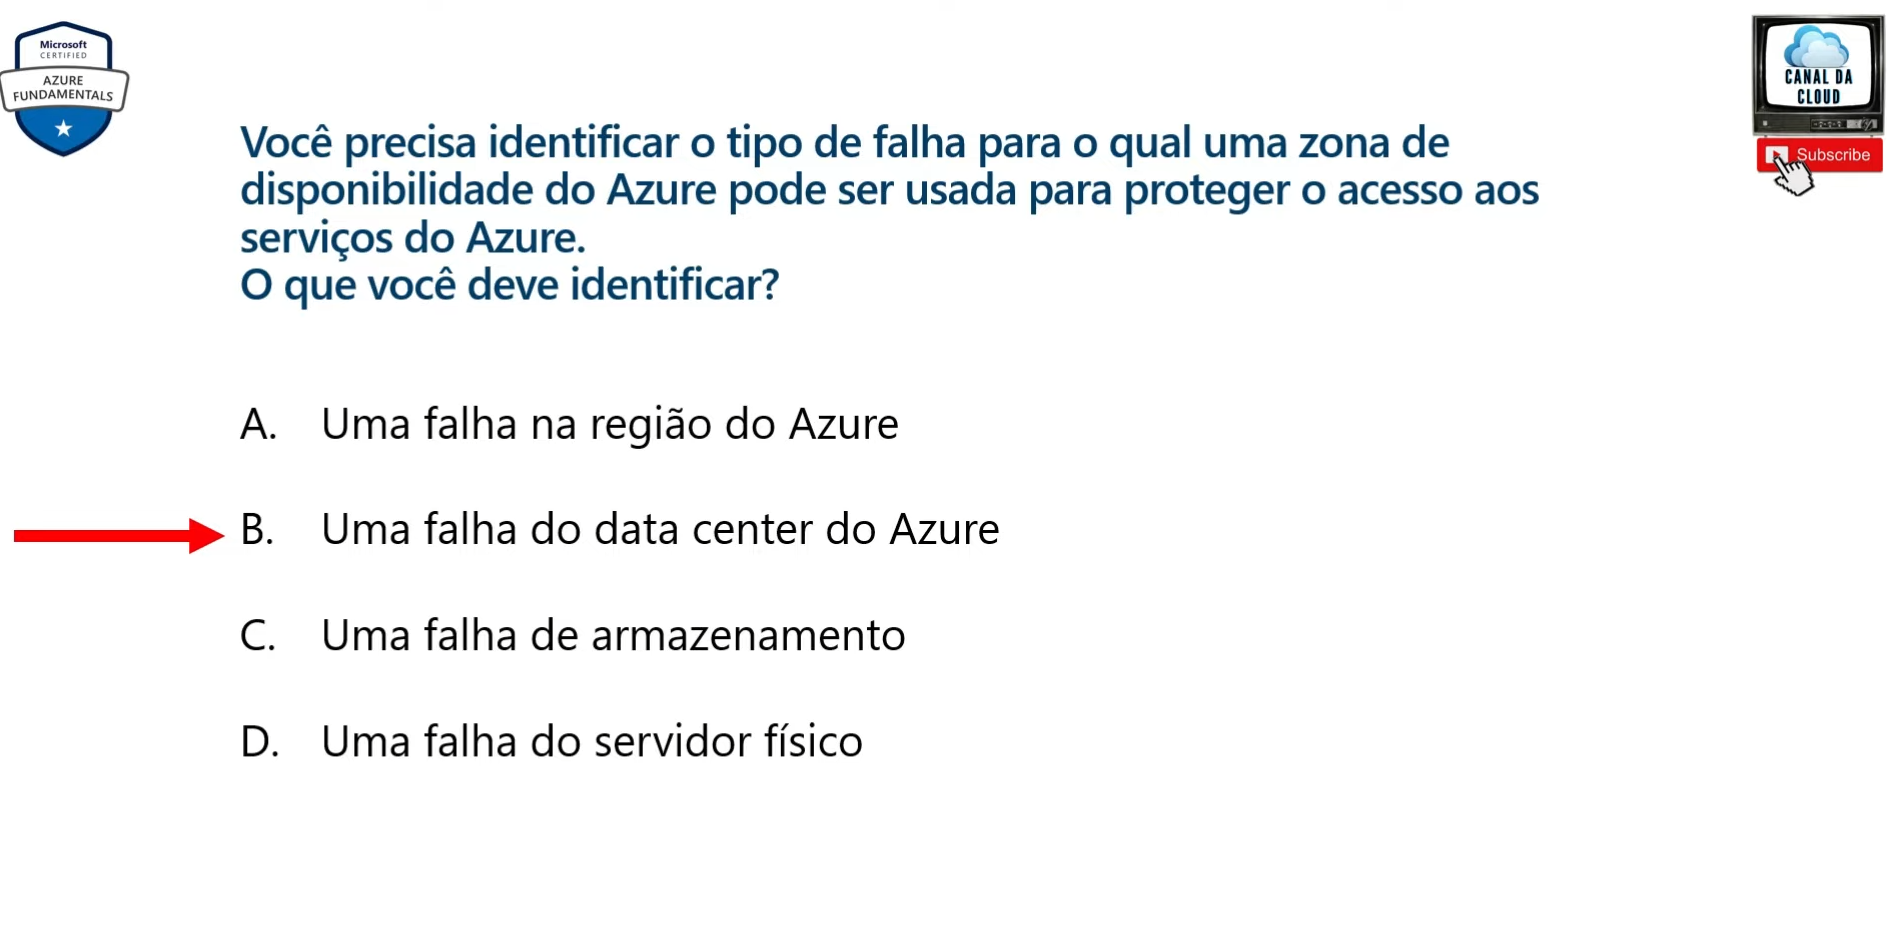 Microsoft
CERTIFIED
AZURE
FUNDAMENTALS
CANAL DA
CLOUD
Subscribe
Você precisa identificar o tipo de falha para o qual uma zona de
disponibilidade do Azure pode ser usada para proteger o acesso aos
serviços do Azure.
O que você deve identificar?
A. Uma falha na região do Azure
B. Uma falha do data center do Azure
C. Uma falha de armazenamento
D. Uma falha do servidor físico